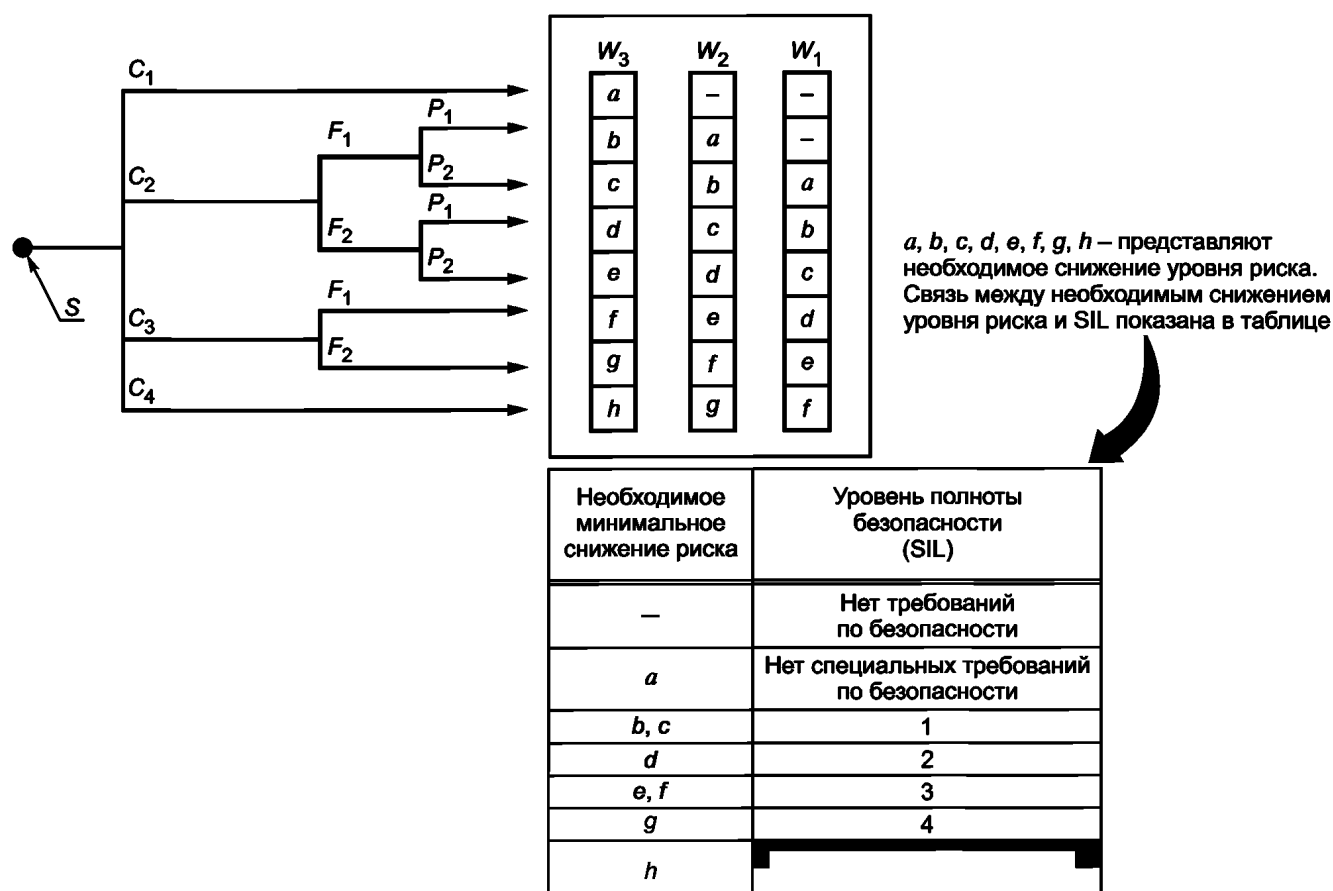 W3 W2 W1
C1
a – –
P1
F1
b a –
P2
C2
c b a
P1
F2
d c b
P2
e d c
S
F1
C3
f e d
F2
g f e
C4
h g f
a, b, c, d, e, f, g, h – представляют
необходимое снижение уровня риска.
Связь между необходимым снижением
уровня риска и SIL показана в таблице
Необходимое
минимальное
снижение риска
Уровень полноты
безопасности
(SIL)
–
Нет требований
по безопасности
a
Нет специальных требований
по безопасности
b, c 1
d 2
e, f 3
g 4
h